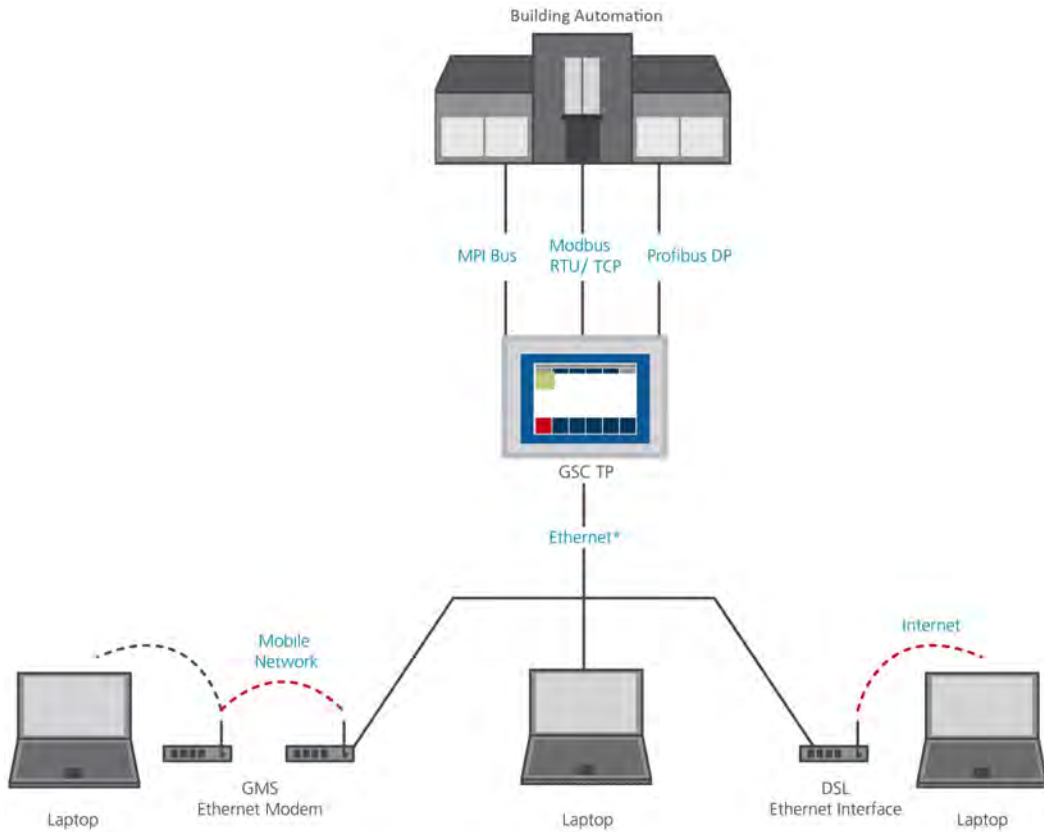 Building Automation
MPI Bus
Modbus
RTU/ TCP
Profibus DP
GSC TP
Ethernet*
Mobile
Network
Internet
GMS
Ethernet Modem
DSL
Ethernet Interface
Laptop
Laptop
Laptop